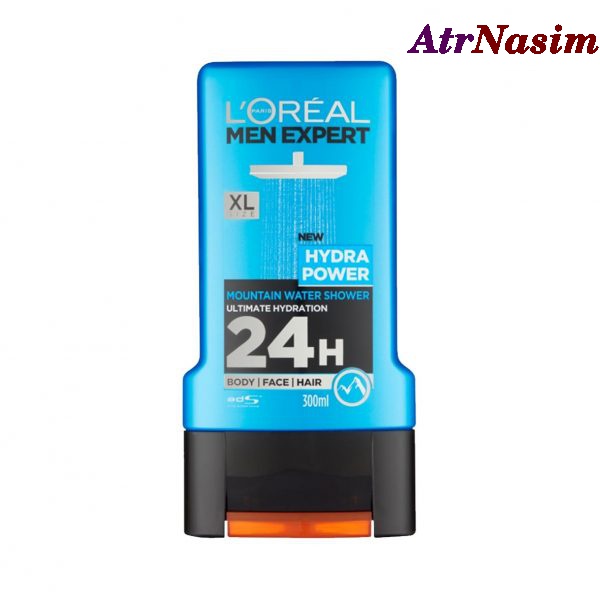 AtrNasim
L'ORÉAL
PARIS
MEN EXPERT
XL
SIZE
NEW
HYDRA
POWER
MOUNTAIN WATER SHOWER
ULTIMATE HYDRATION
24H
BODY | FACE | HAIR
adS
300ml